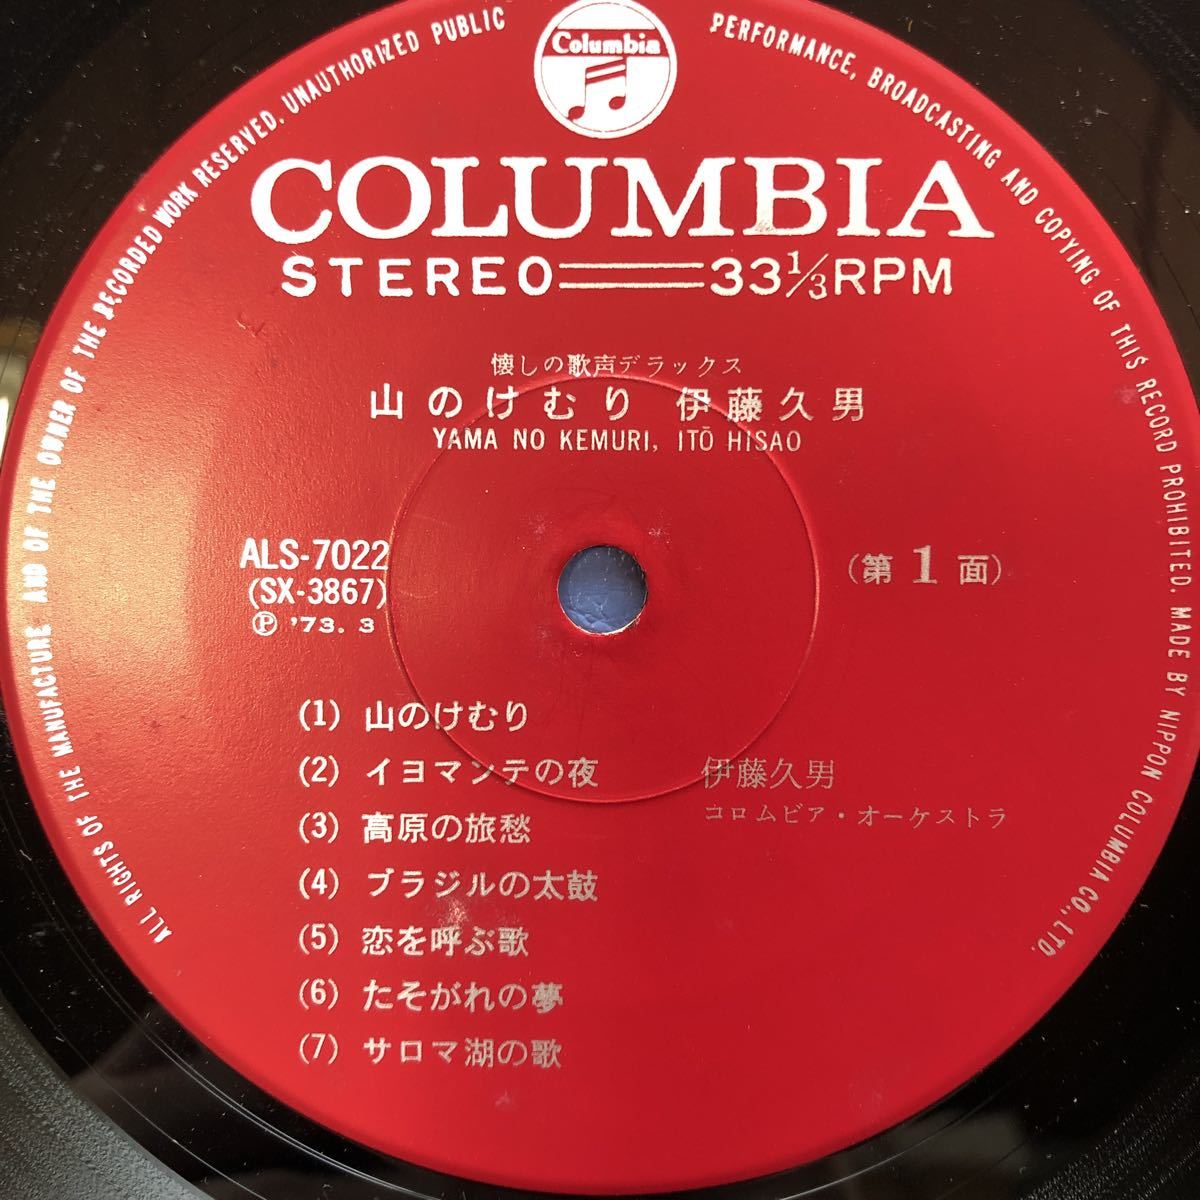 ALL RIGHTS OF THE MANUFACTURE AND OF THE OWNER OF THE RECORDED WORK RESERVED. UNAUTHORIZED PUBLIC PERFORMANCE, BROADCASTING AND COPYING OF THIS RECORD PROHIBITED. MADE BY NIPPON COLUMBIA CO., LTD.
Columbia
COLUMBIA
STEREO 33 1/3 RPM
懐しの歌声デラックス
山のけむり 伊藤久男
YAMA NO KEMURI, ITŌ HISAO
ALS-7022
(SX-3867)
Ⓟ '73. 3
(第1面)
(1) 山のけむり
(2) イヨマンテの夜
(3) 高原の旅愁
(4) ブラジルの太鼓
(5) 恋を呼ぶ歌
(6) たそがれの夢
(7) サロマ湖の歌
伊藤久男
コロムビア・オーケストラ